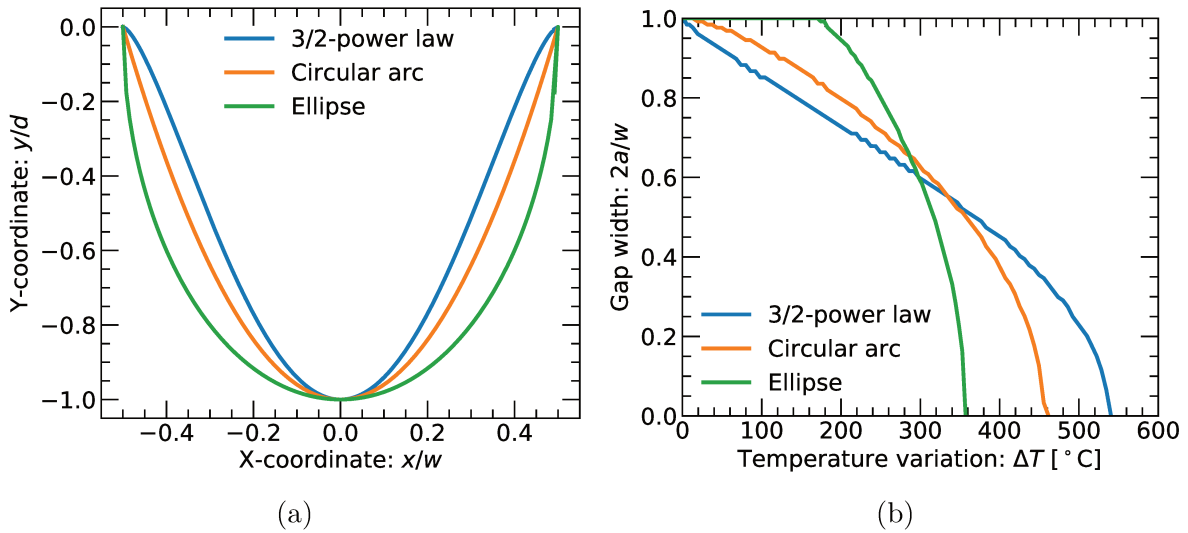 0.0
−0.2
−0.4
−0.6
−0.8
−1.0
Y-coordinate: y/d
3/2-power law
Circular arc
Ellipse
−0.4 −0.2 0.0 0.2 0.4
X-coordinate: x/w
(a)
1.0
0.8
0.6
0.4
0.2
0.0
Gap width: 2a/w
3/2-power law
Circular arc
Ellipse
0 100 200 300 400 500 600
Temperature variation: ΔT [°C]
(b)